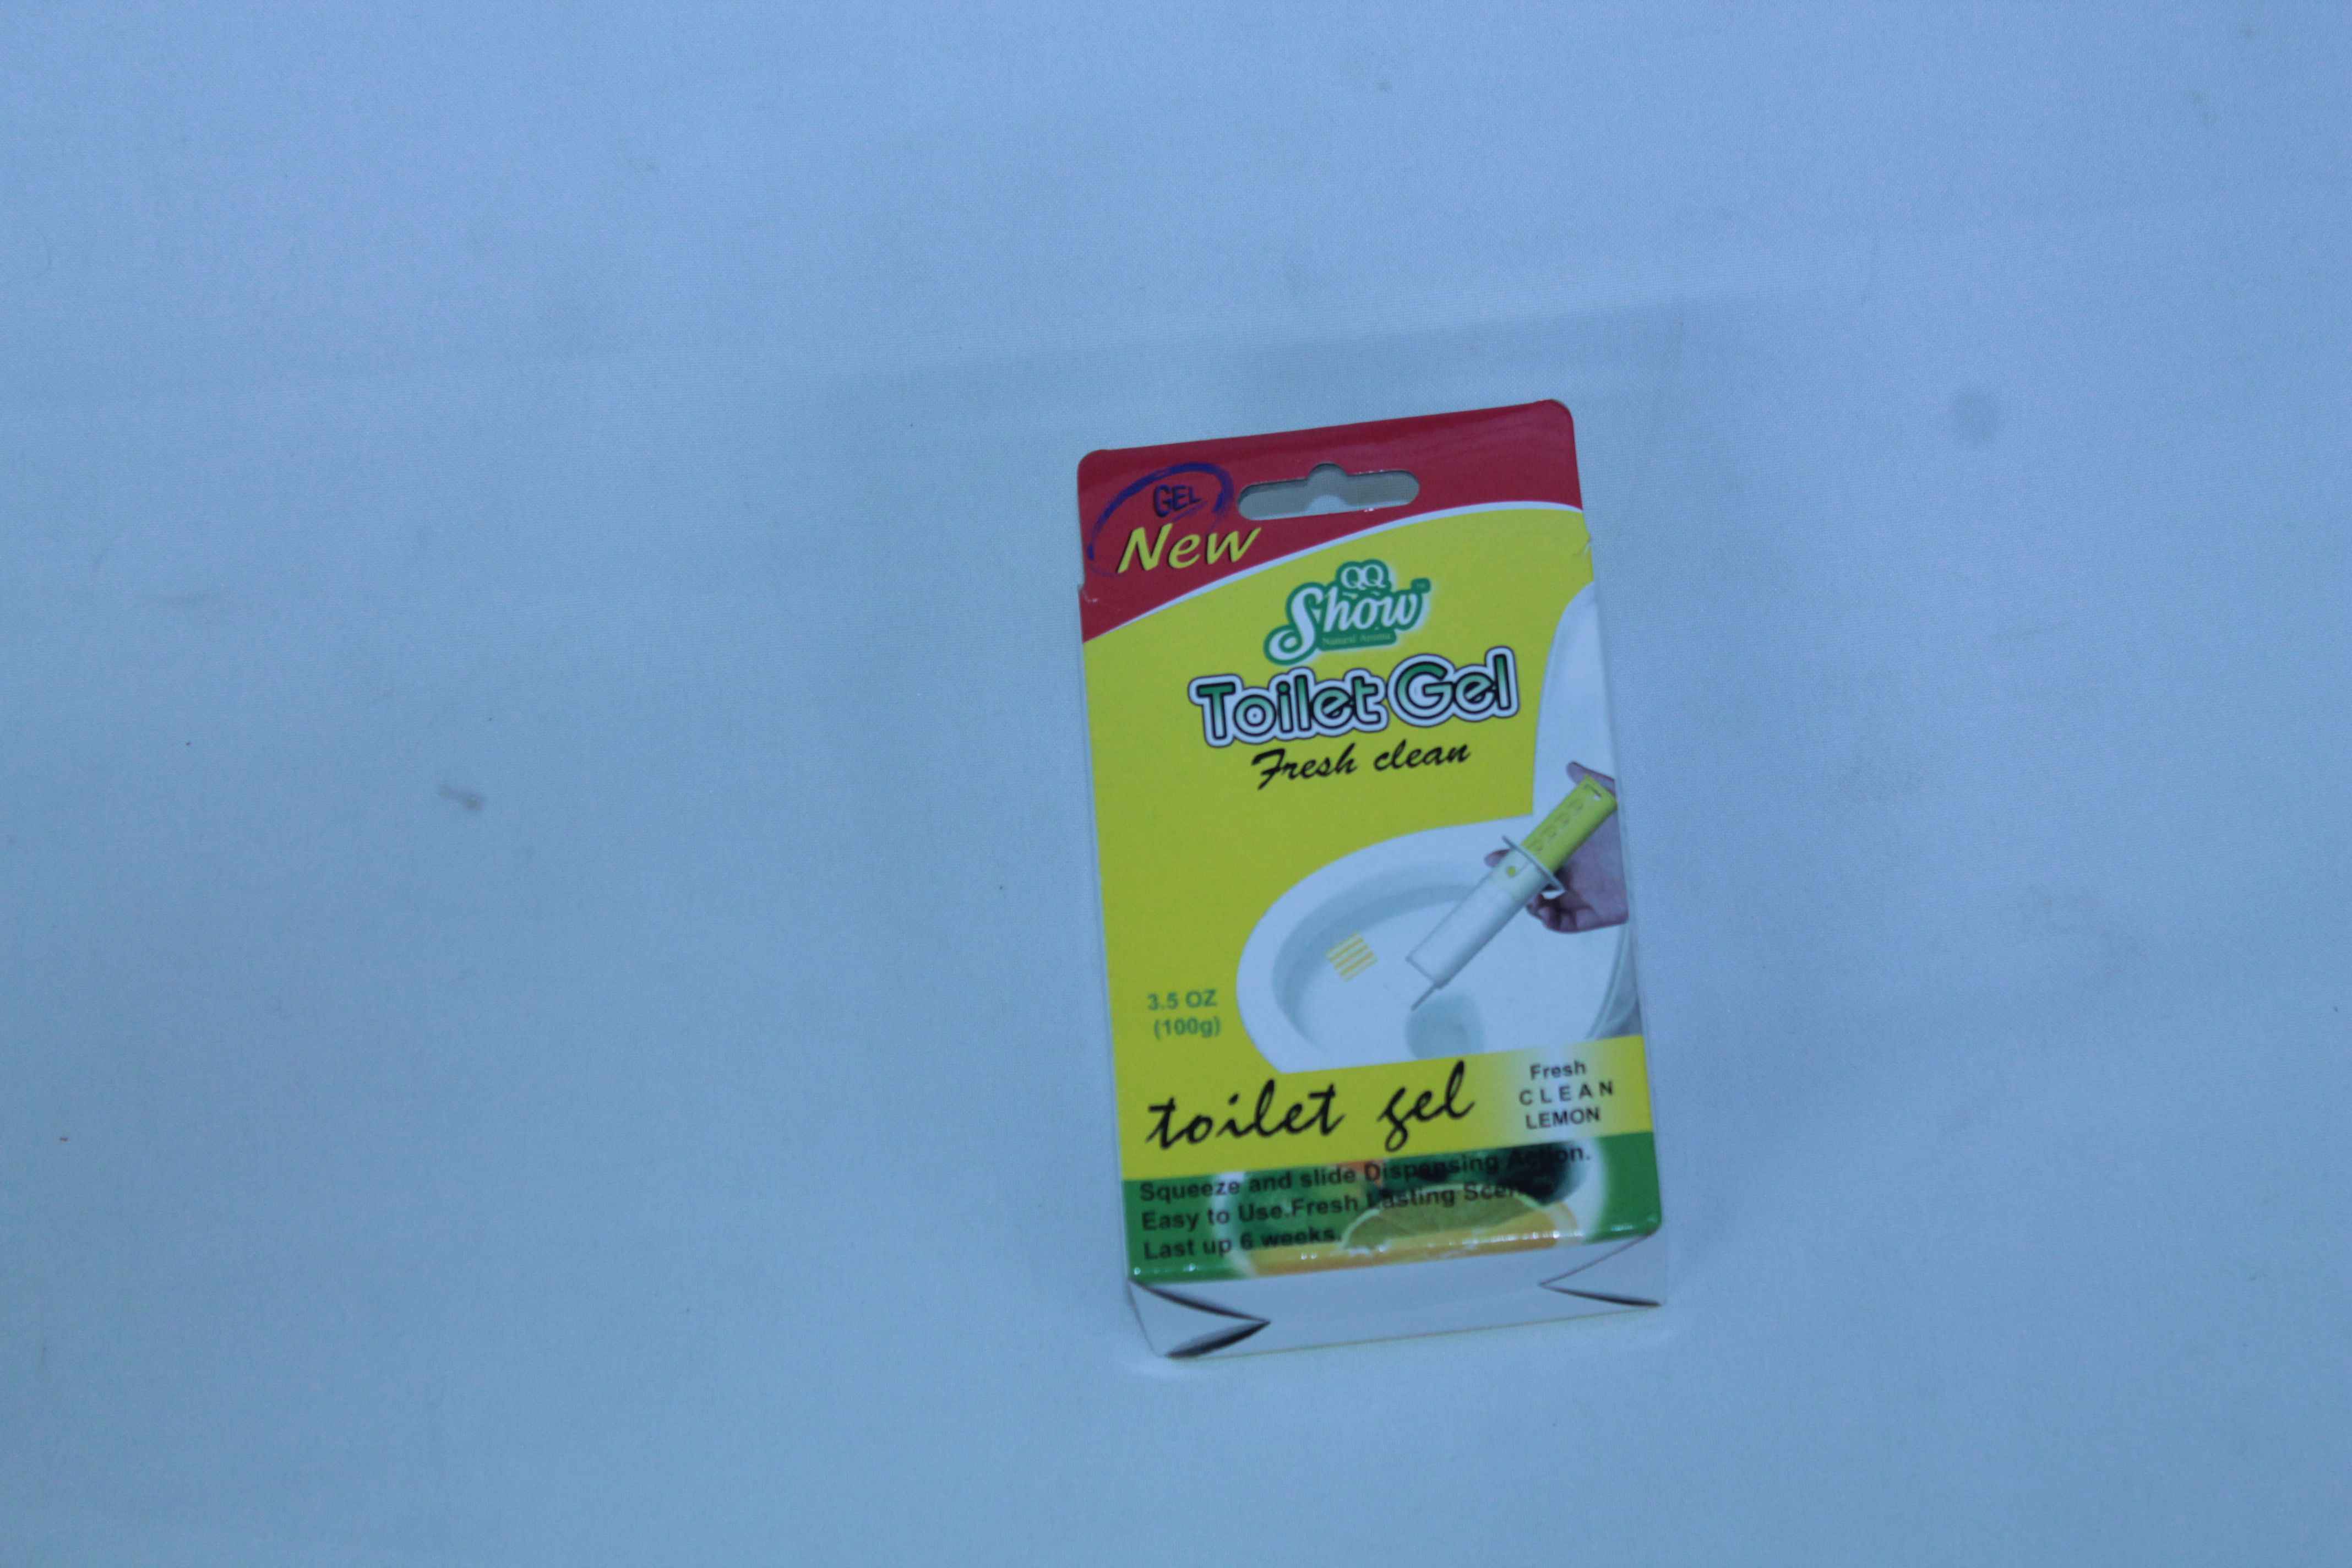 GEL
New
QQ
Show™
Natural Aroma
Toilet Gel
Fresh clean
3.5 OZ
(100g)
toilet gel
Fresh
CLEAN
LEMON
Squeeze and slide Dispensing Action.
Easy to Use.Fresh Lasting
Last up 6 weeks.